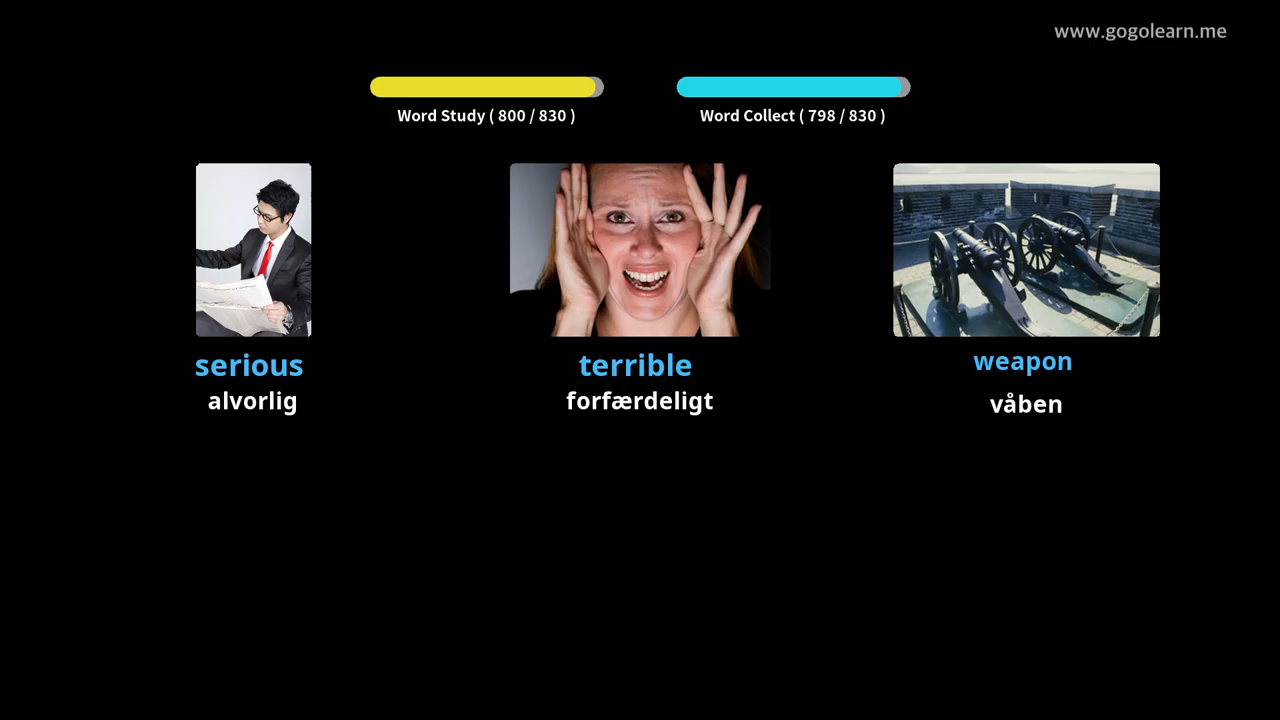 www.gogolearn.me
Word Study ( 800 / 830 )
Word Collect ( 798 / 830 )
serious
alvorlig
terrible
forfærdeligt
weapon
våben